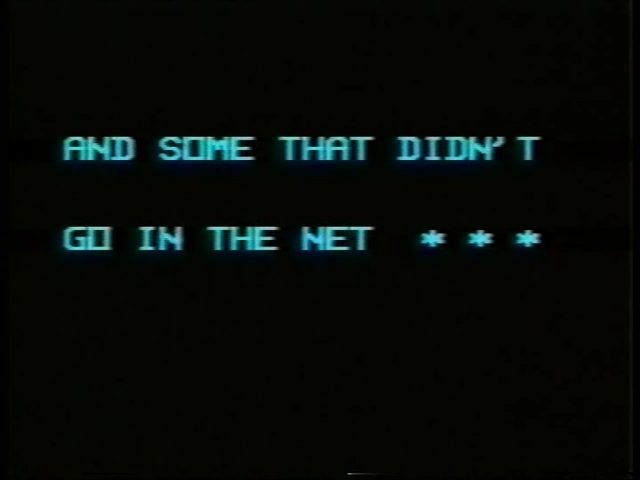 AND SOME THAT DIDN'T
GO IN THE NET * * *